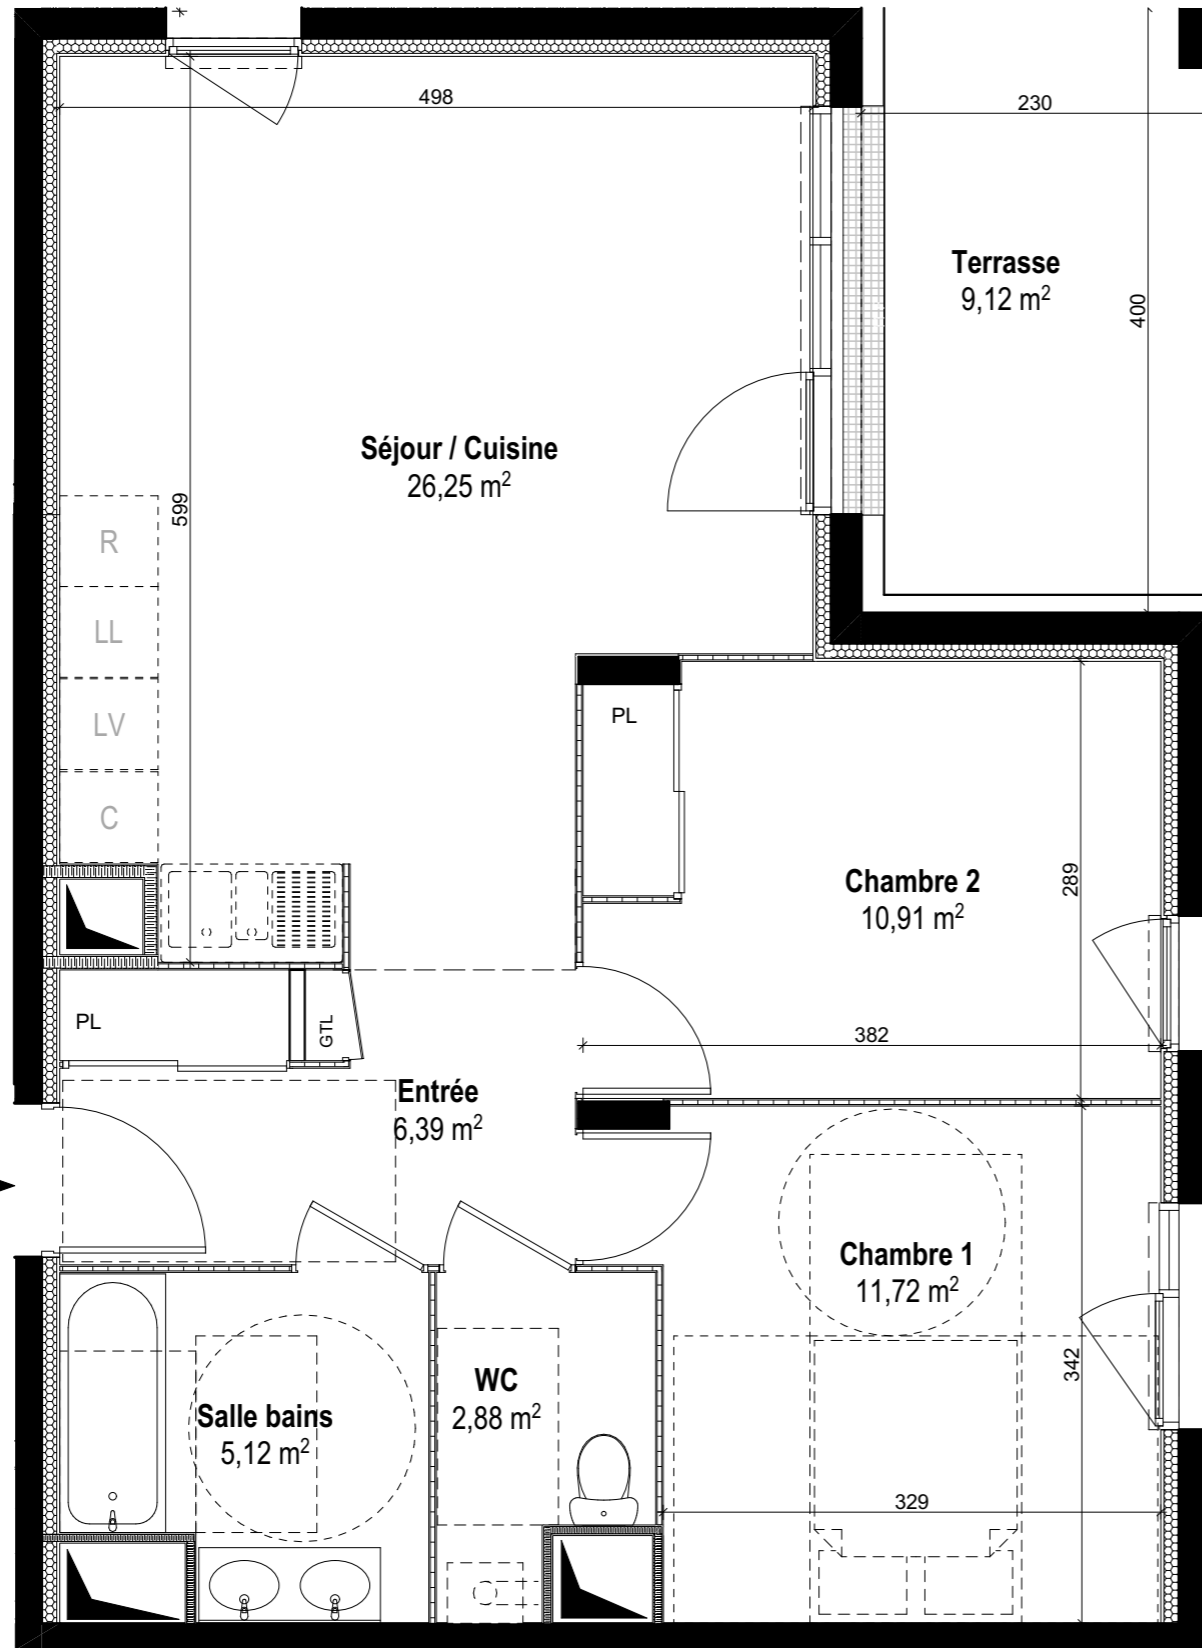 498
230
Terrasse
9,12 m²
400
Séjour / Cuisine
26,25 m²
599
R
LL
LV
C
PL
Chambre 2
10,91 m²
289
382
PL
GTL
Entrée
6,39 m²
Chambre 1
11,72 m²
342
329
WC
2,88 m²
Salle bains
5,12 m²